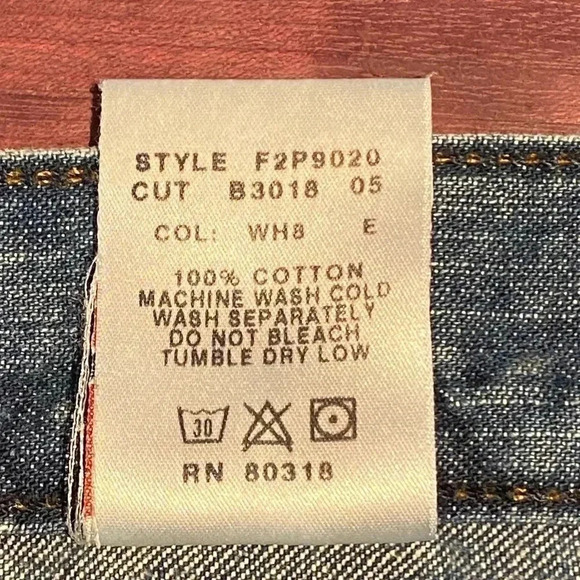 STYLE F2P9020
CUT B3018 05
COL: WH8 E
100% COTTON
MACHINE WASH COLD
WASH SEPARATELY
DO NOT BLEACH
TUMBLE DRY LOW
30
RN 80318